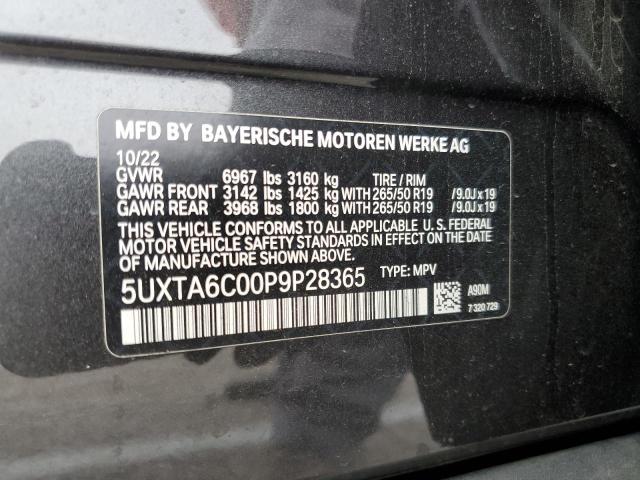 MFD BY BAYERISCHE MOTOREN WERKE AG
10/22
GVWR 6967 lbs 3160 kg TIRE / RIM
GAWR FRONT 3142 lbs 1425 kg WITH 265/50 R19 /9.0J x 19
GAWR REAR 3968 lbs 1800 kg WITH 265/50 R19 /9.0J x 19
THIS VEHICLE CONFORMS TO ALL APPLICABLE U. S. FEDERAL
MOTOR VEHICLE SAFETY STANDARDS IN EFFECT ON THE DATE
OF MANUFACTURE SHOWN ABOVE.
5UXTA6C00P9P28365 TYPE: MPV
A90M
7 320 729